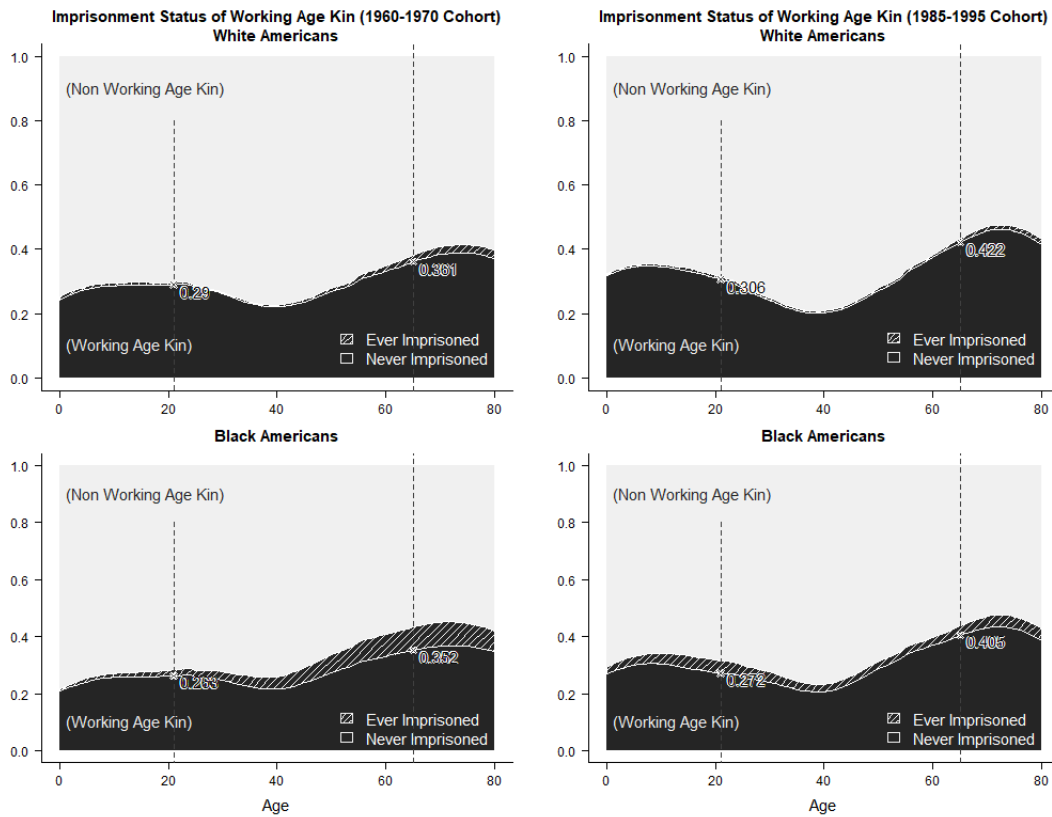 Imprisonment Status of Working Age Kin (1960-1970 Cohort)
White Americans
1.0
0.8
0.6
0.4
0.2
0.0
(Non Working Age Kin)
0.29
0.361
(Working Age Kin)
Ever Imprisoned
Never Imprisoned
0 20 40 60 80
Imprisonment Status of Working Age Kin (1985-1995 Cohort)
White Americans
1.0
0.8
0.6
0.4
0.2
0.0
(Non Working Age Kin)
0.306
0.422
(Working Age Kin)
Ever Imprisoned
Never Imprisoned
0 20 40 60 80
Black Americans
1.0
0.8
0.6
0.4
0.2
0.0
(Non Working Age Kin)
0.263
0.352
(Working Age Kin)
Ever Imprisoned
Never Imprisoned
0 20 40 60 80
Age
Black Americans
1.0
0.8
0.6
0.4
0.2
0.0
(Non Working Age Kin)
0.272
0.405
(Working Age Kin)
Ever Imprisoned
Never Imprisoned
0 20 40 60 80
Age